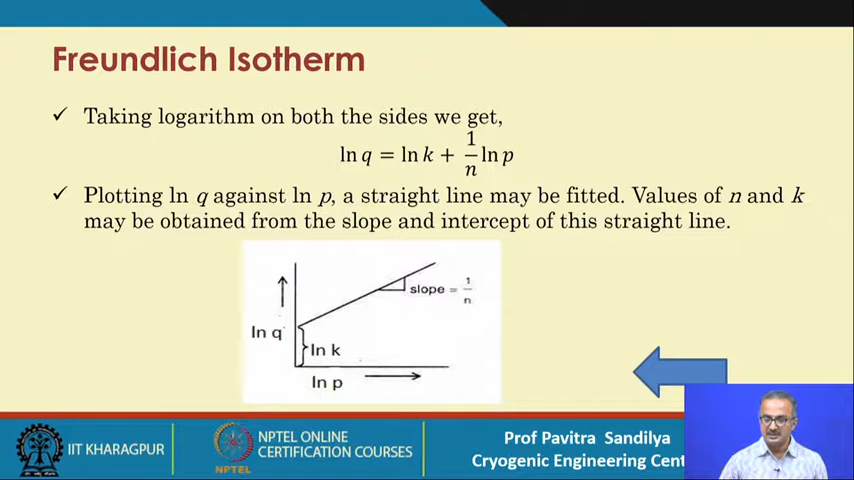 Freundlich Isotherm
✓ Taking logarithm on both the sides we get,
ln q = ln k + 1/n ln p
✓ Plotting ln q against ln p, a straight line may be fitted. Values of n and k
may be obtained from the slope and intercept of this straight line.
slope = 1/n
ln q
ln k
ln p
IIT KHARAGPUR
NPTEL
NPTEL ONLINE
CERTIFICATION COURSES
Prof Pavitra Sandilya
Cryogenic Engineering